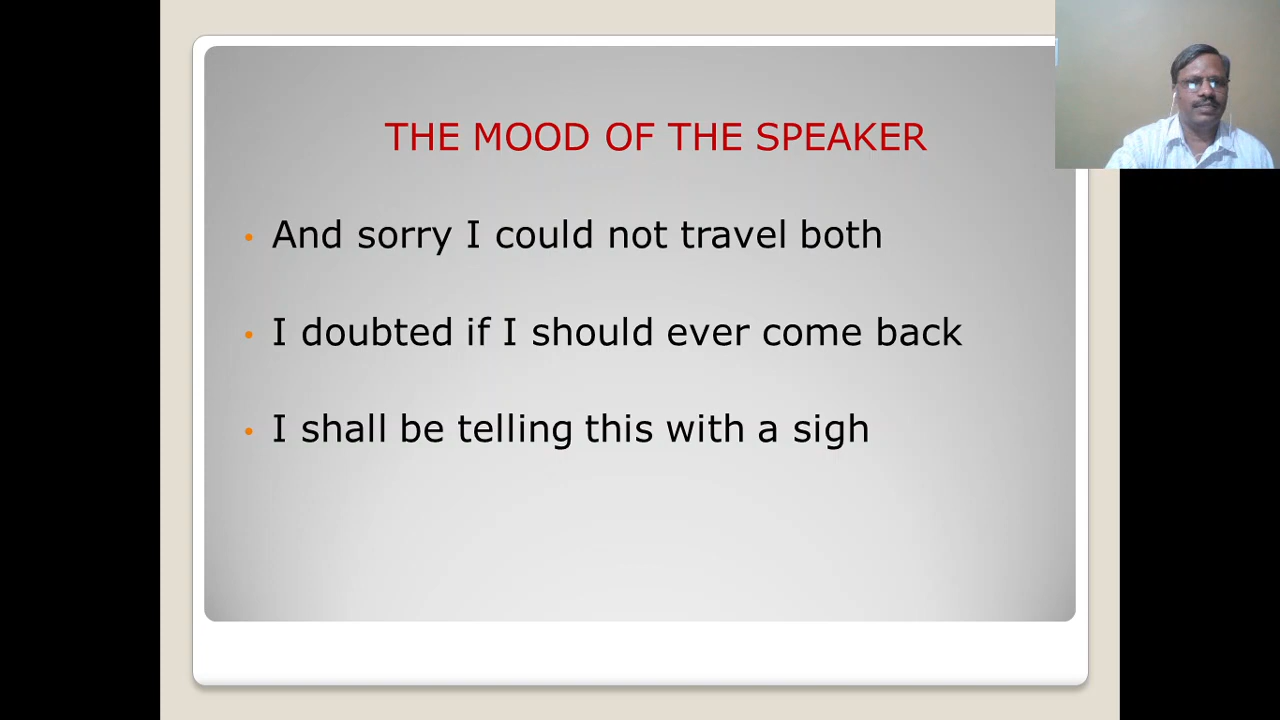 THE MOOD OF THE SPEAKER
And sorry I could not travel both
I doubted if I should ever come back
I shall be telling this with a sigh